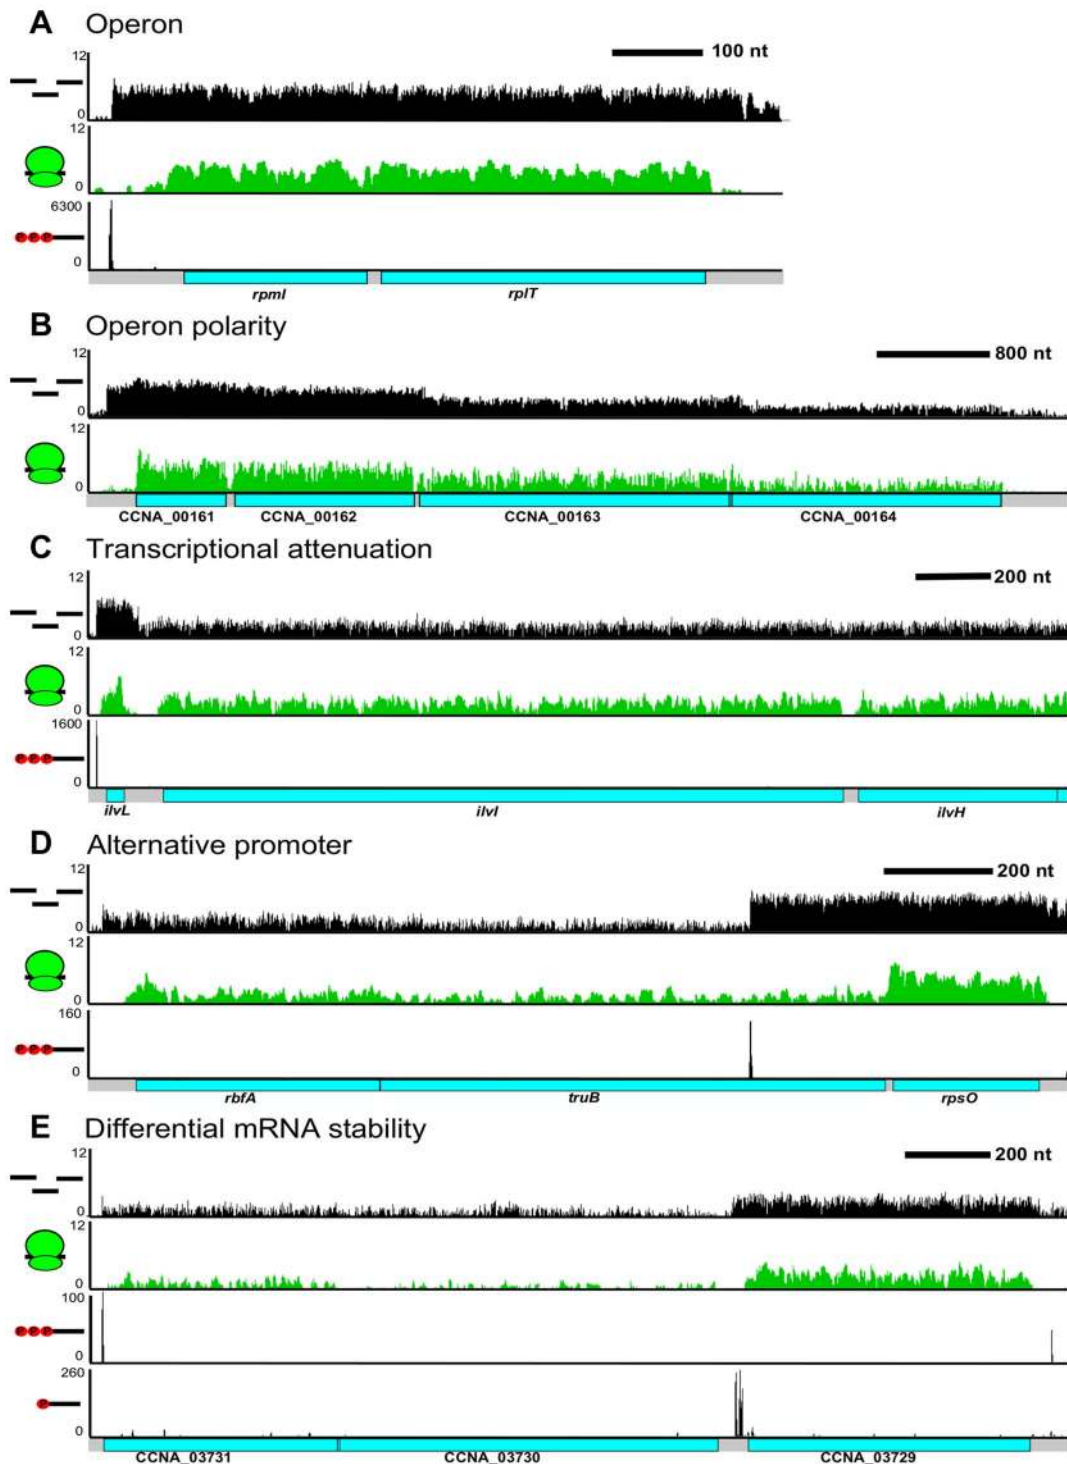 A Operon
12
100 nt
0
12
0
6300
P P P
0
rpmI
rplT
B Operon polarity
12
800 nt
0
12
0
CCNA_00161 CCNA_00162 CCNA_00163 CCNA_00164
C Transcriptional attenuation
12
200 nt
0
12
0
1600
P P P
0
ilvL ilvI ilvH
D Alternative promoter
12
200 nt
0
12
0
160
P P P
0
rbfA truB rpsO
E Differential mRNA stability
12
200 nt
0
12
0
100
P P P
0
260
P
0
CCNA_03731 CCNA_03730 CCNA_03729